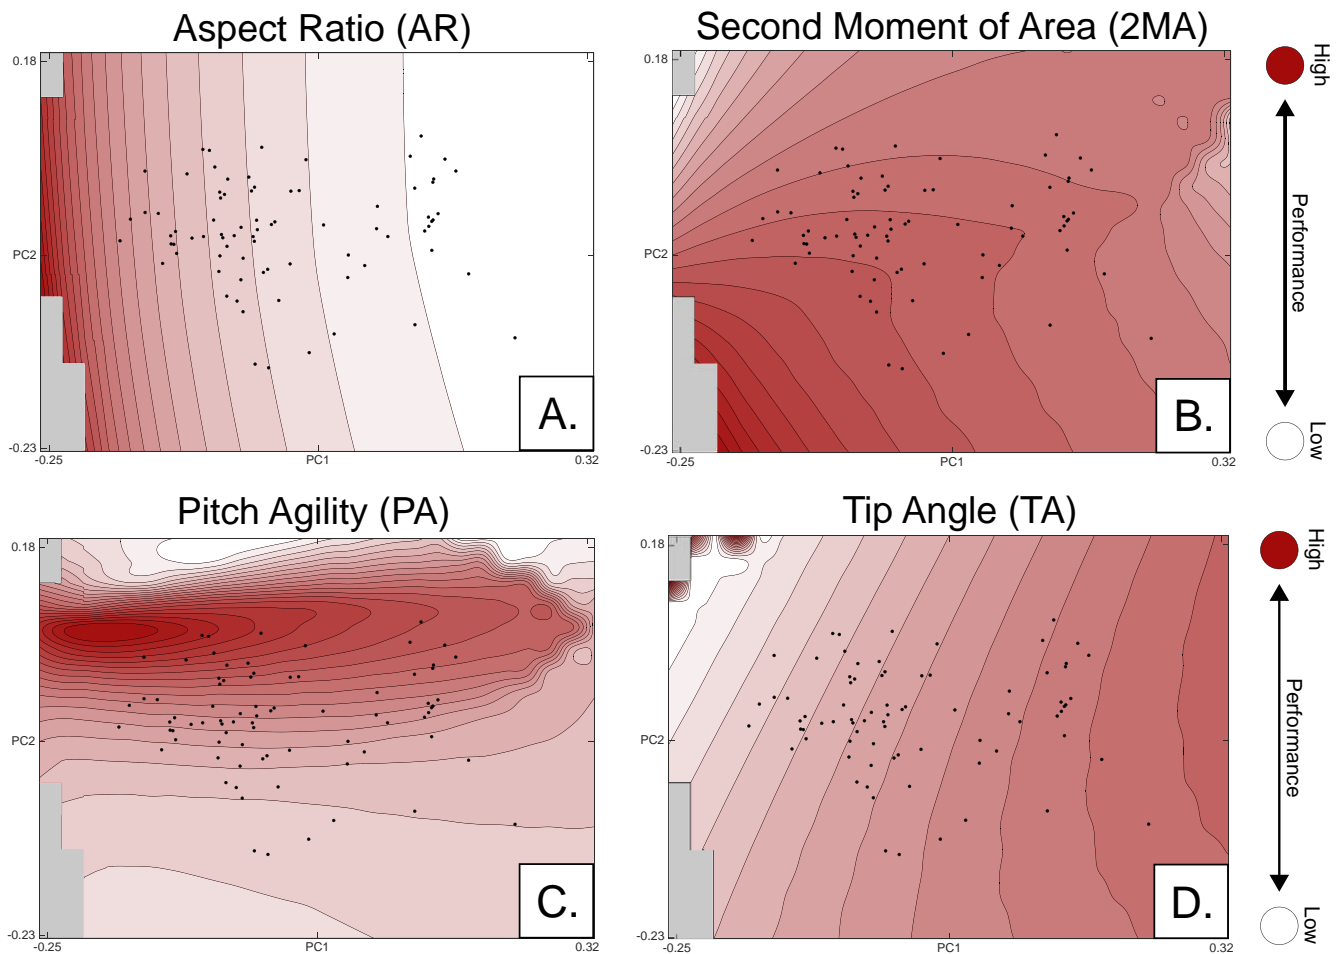 Aspect Ratio (AR)
0.18
PC2
-0.23
-0.25
PC1
0.32
A.
Second Moment of Area (2MA)
0.18
PC2
-0.23
-0.25
PC1
0.32
B.
High
Performance
Low
Pitch Agility (PA)
0.18
PC2
-0.23
-0.25
PC1
0.32
C.
Tip Angle (TA)
0.18
PC2
-0.23
-0.25
PC1
0.32
D.
High
Performance
Low